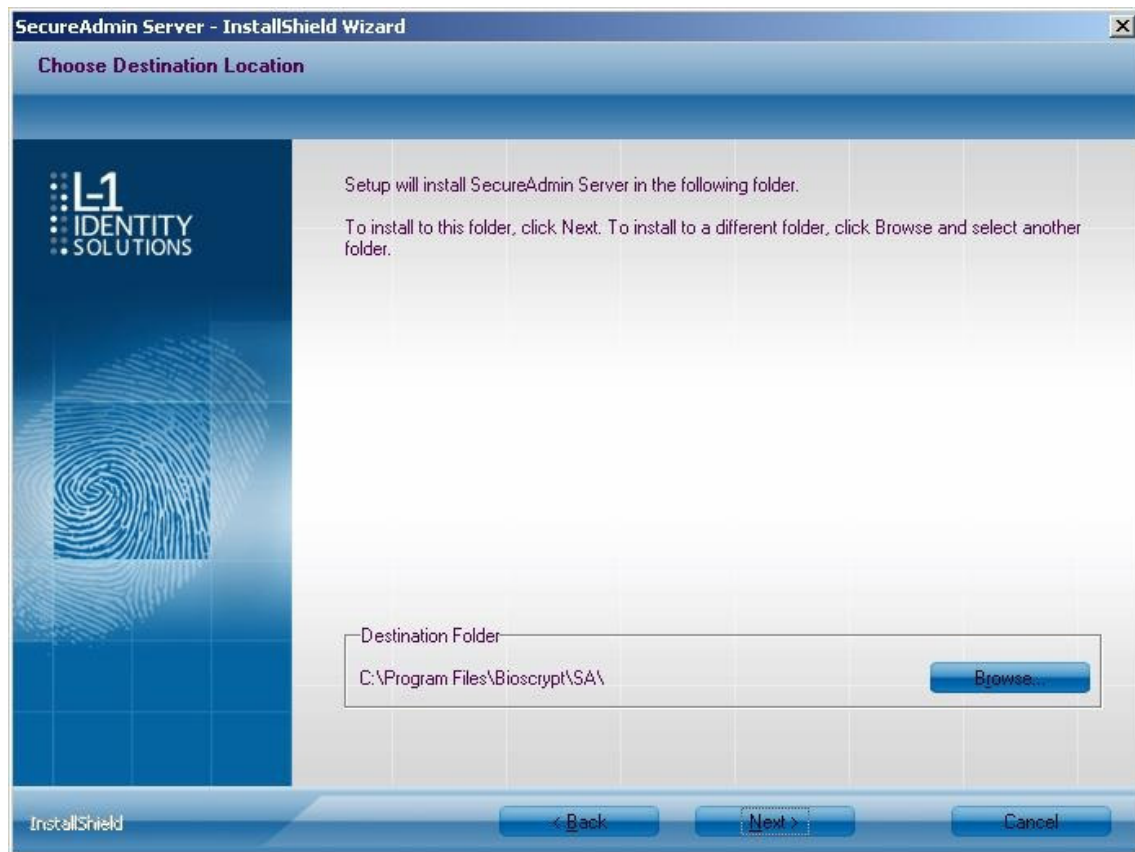 SecureAdmin Server - InstallShield Wizard
Choose Destination Location
L-1
IDENTITY
SOLUTIONS
Setup will install SecureAdmin Server in the following folder.
To install to this folder, click Next. To install to a different folder, click Browse and select another
folder.
Destination Folder
C:\Program Files\Bioscrypt\SA\
Browse...
InstallShield
< Back
Next >
Cancel